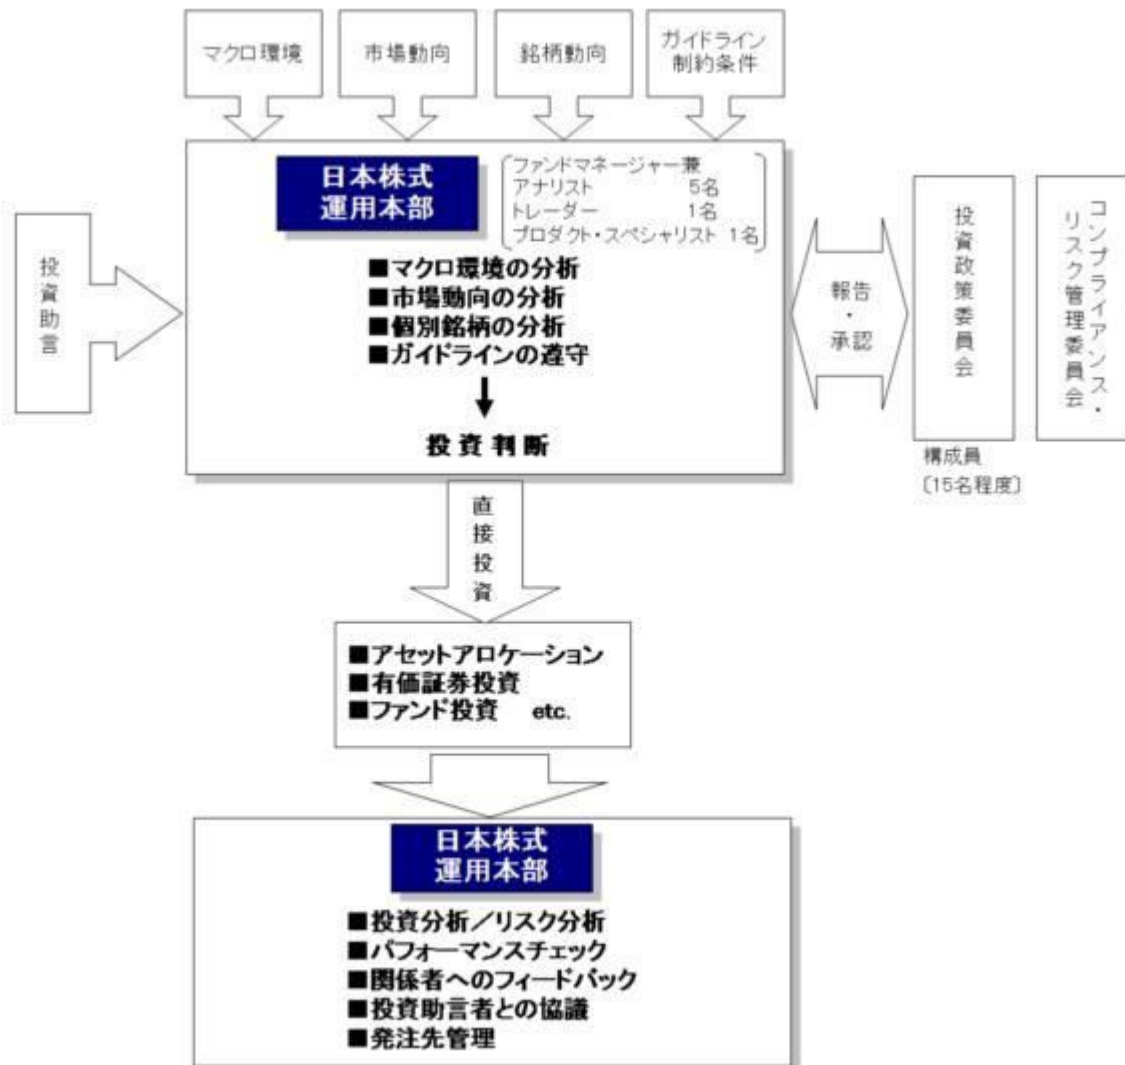 マクロ環境
市場動向
銘柄動向
ガイドライン
制約条件
日本株式
運用本部
ファンドマネージャー兼
アナリスト 5名
トレーダー 1名
プロダクト・スペシャリスト 1名
投資助言
■マクロ環境の分析
■市場動向の分析
■個別銘柄の分析
■ガイドラインの遵守
投資判断
報告
・
承認
投資政策委員会
コンプライアンス・
リスク管理委員会
構成員
〔15名程度〕
直接投資
■アセットアロケーション
■有価証券投資
■ファンド投資 etc.
日本株式
運用本部
■投資分析/リスク分析
■パフォーマンスチェック
■関係者へのフィードバック
■投資助言者との協議
■発注先管理